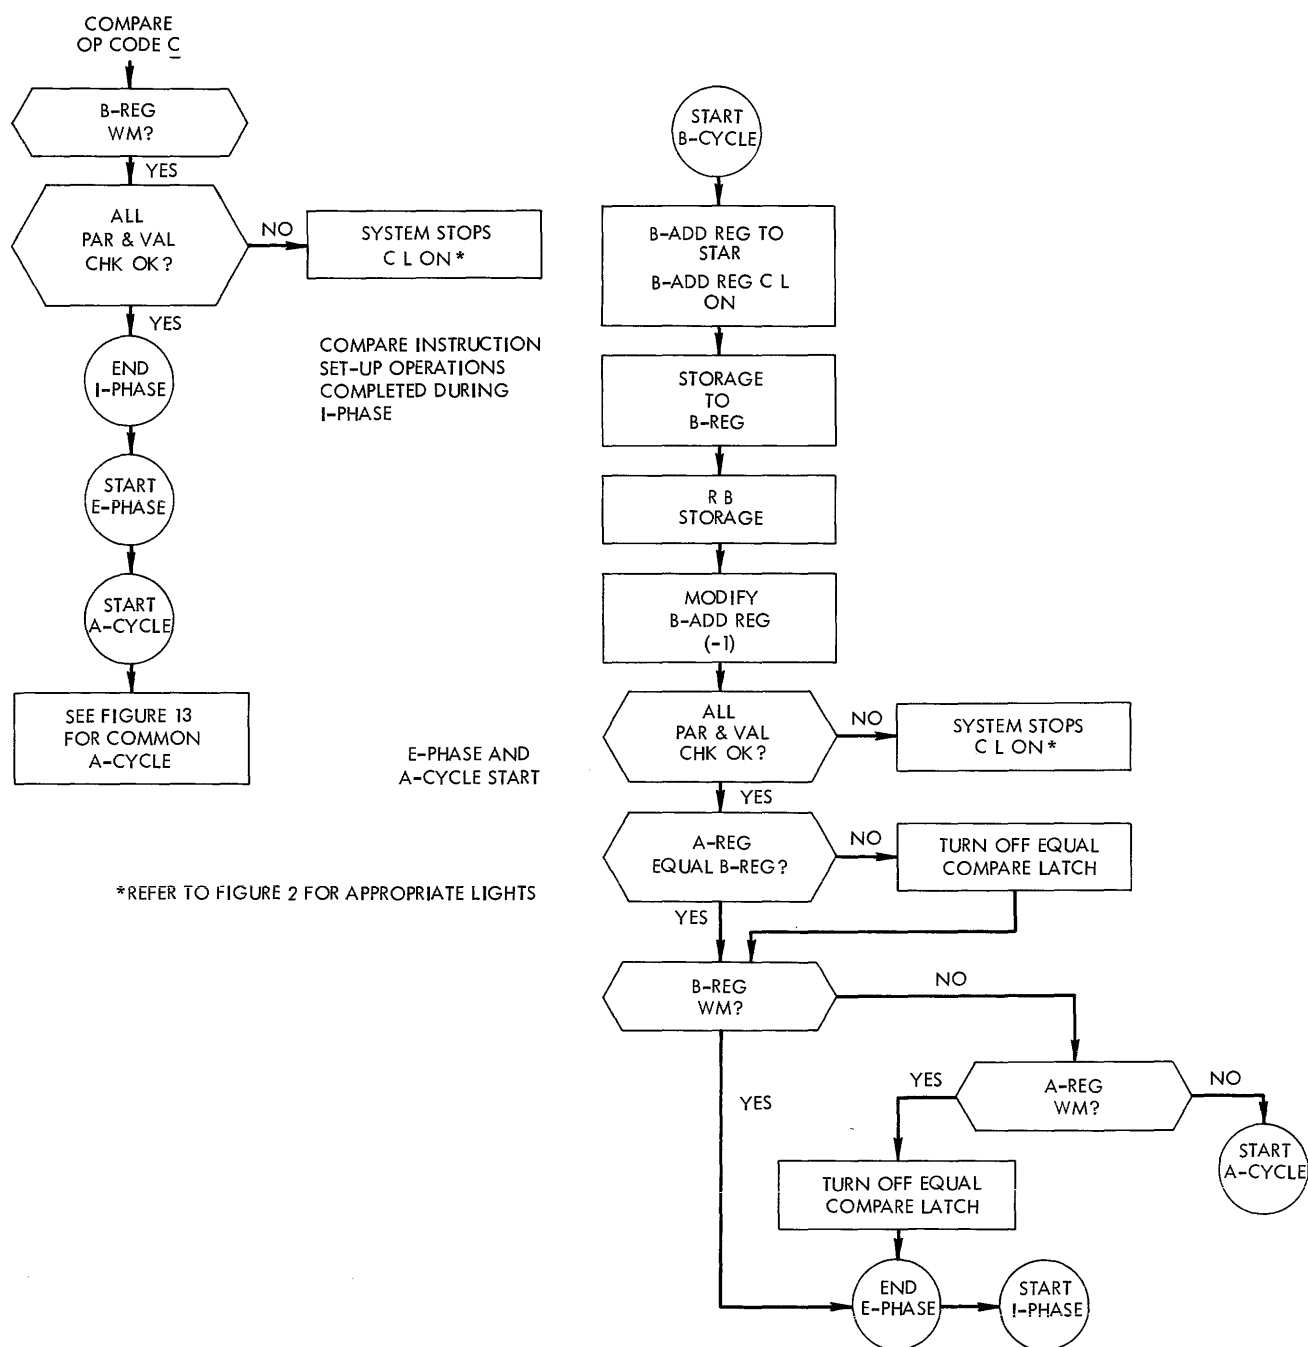 COMPARE
OP CODE C
B-REG
WM?
YES
ALL
PAR & VAL
CHK OK?
NO
SYSTEM STOPS
C L ON*
YES
END
I-PHASE
COMPARE INSTRUCTION
SET-UP OPERATIONS
COMPLETED DURING
I-PHASE
START
E-PHASE
START
A-CYCLE
SEE FIGURE 13
FOR COMMON
A-CYCLE
E-PHASE AND
A-CYCLE START
*REFER TO FIGURE 2 FOR APPROPRIATE LIGHTS
START
B-CYCLE
B-ADD REG TO
STAR
B-ADD REG C L
ON
STORAGE
TO
B-REG
R B
STORAGE
MODIFY
B-ADD REG
(-1)
ALL
PAR & VAL
CHK OK?
NO
SYSTEM STOPS
C L ON*
YES
A-REG
EQUAL B-REG?
NO
TURN OFF EQUAL
COMPARE LATCH
YES
B-REG
WM?
NO
YES
A-REG
WM?
YES
NO
START
A-CYCLE
TURN OFF EQUAL
COMPARE LATCH
END
E-PHASE
START
I-PHASE